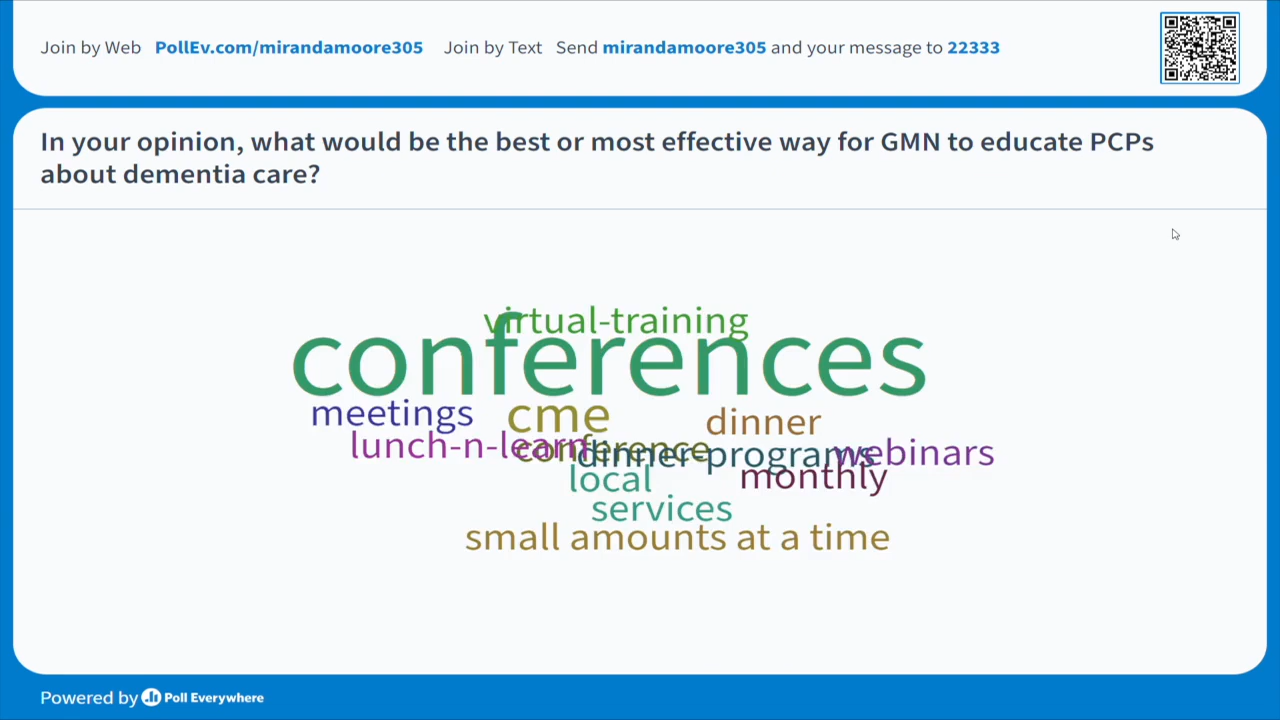 Join by Web PollEv.com/mirandamoore305 Join by Text Send mirandamoore305 and your message to 22333
In your opinion, what would be the best or most effective way for GMN to educate PCPs
about dementia care?
virtual-training
conferences
meetings cme dinner
lunch-n-learn conference dinner-programs webinars
local monthly
services
small amounts at a time
Powered by Poll Everywhere